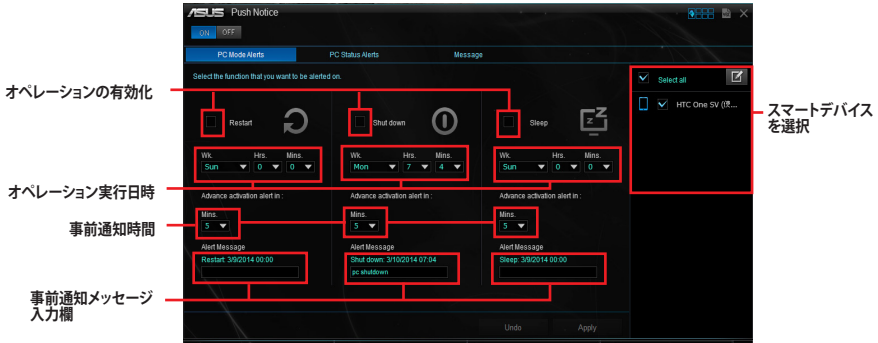 ASUS Push Notice
ON OFF
PC Mode Alerts PC Status Alerts Message
Select the function that you want to be alerted on.
オペレーションの有効化
Restart
Shut down
Sleep
Wk. Hrs. Mins.
Sun 0 0
Wk. Hrs. Mins.
Mon 7 4
Wk. Hrs. Mins.
Sun 0 0
オペレーション実行日時
Advance activation alert in :
Advance activation alert in :
Advance activation alert in :
事前通知時間
Mins.
5
Mins.
5
Mins.
5
Alert Message
Restart: 3/9/2014 00:00
Alert Message
Shut down: 3/10/2014 07:04
pc shutdown
Alert Message
Sleep: 3/9/2014 00:00
事前通知メッセージ
入力欄
Undo Apply
Select all
HTC One SV
スマートデバイス
を選択